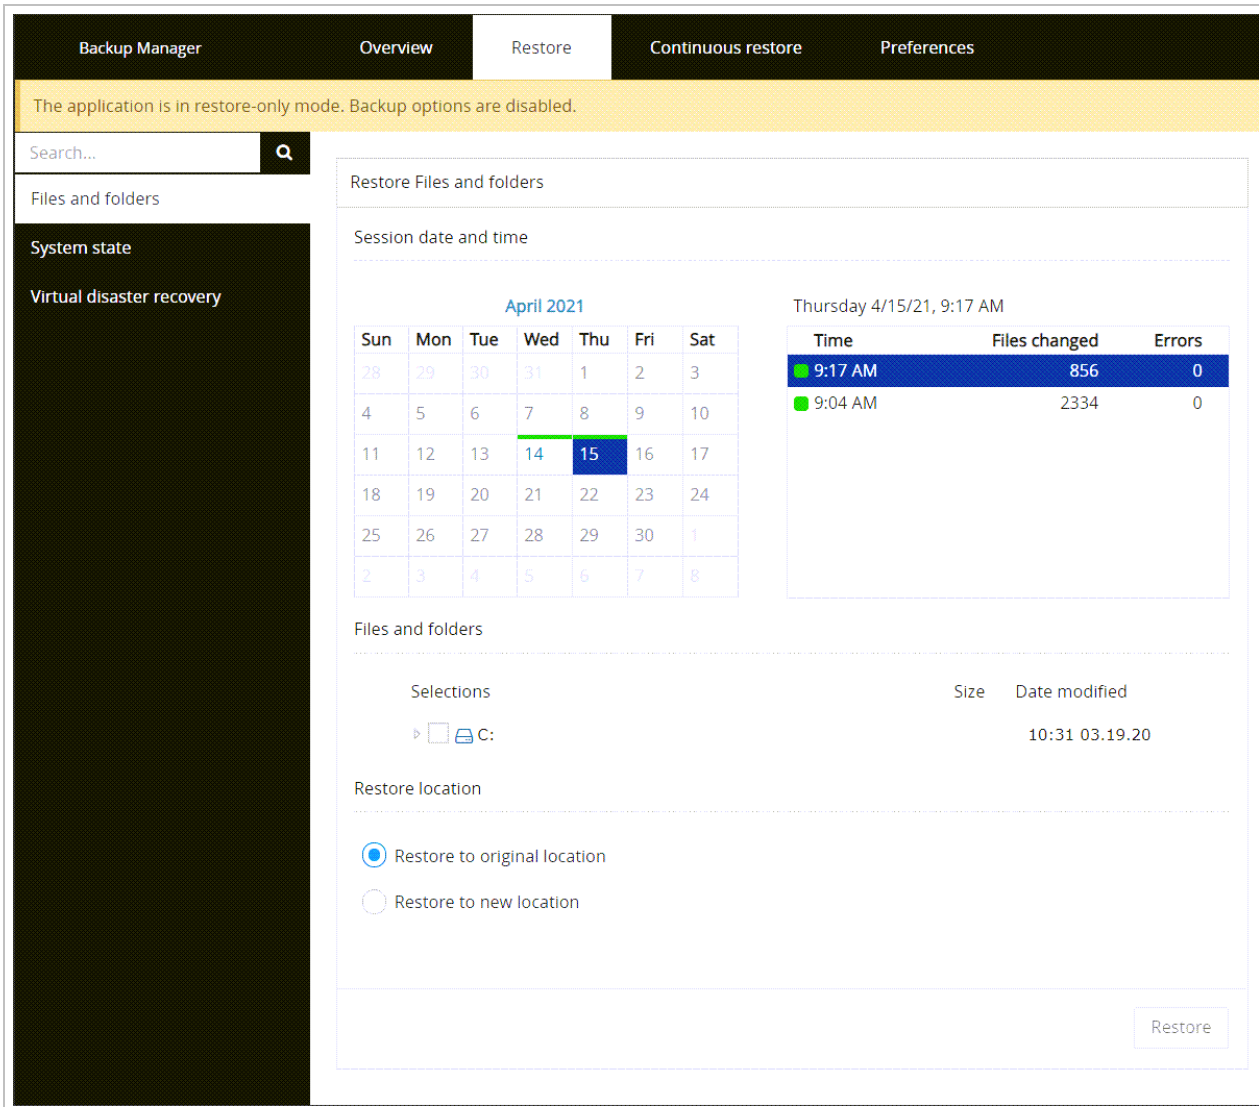 Backup Manager Overview Restore Continuous restore Preferences
The application is in restore-only mode. Backup options are disabled.
Search...
Files and folders
System state
Virtual disaster recovery
Restore Files and folders
Session date and time
April 2021
Sun Mon Tue Wed Thu Fri Sat
28 29 30 31 1 2 3
4 5 6 7 8 9 10
11 12 13 14 15 16 17
18 19 20 21 22 23 24
25 26 27 28 29 30 1
2 3 4 5 6 7 8
Thursday 4/15/21, 9:17 AM
Time Files changed Errors
9:17 AM 856 0
9:04 AM 2334 0
Files and folders
Selections Size Date modified
C: 10:31 03.19.20
Restore location
Restore to original location
Restore to new location
Restore